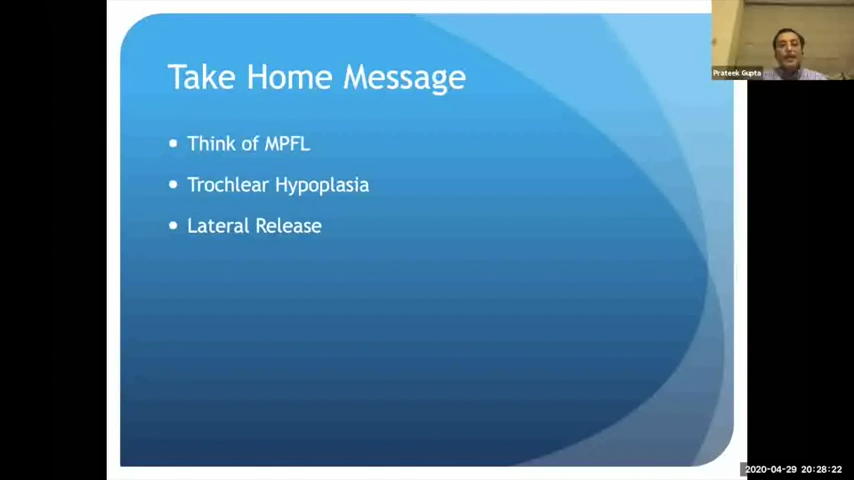 Take Home Message
Prateek Gupta
• Think of MPFL
• Trochlear Hypoplasia
• Lateral Release
2020-04-29 20:28:22